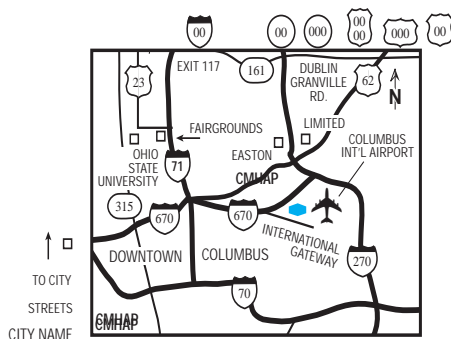 00
00
000
00
00
000
00
EXIT 117
161
DUBLIN
GRANVILLE
RD.
23
62
N
FAIRGROUNDS
LIMITED
OHIO
STATE
UNIVERSITY
71
EASTON
COLUMBUS
INT'L AIRPORT
CMHAP
315
670
670
INTERNATIONAL
GATEWAY
DOWNTOWN
COLUMBUS
270
70
TO CITY
STREETS
CITY NAME
CMHAP
CMHAP